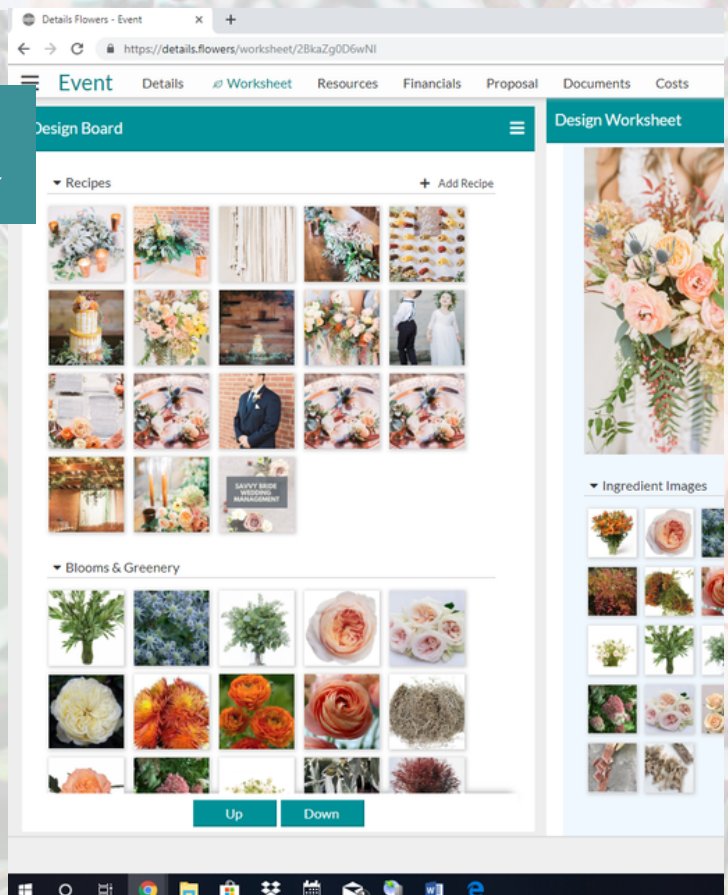 Details Flowers - Event
https://details.flowers/worksheet/2BkaZg0D6wNI
Event Details Worksheet Resources Financials Proposal Documents Costs
Design Board
Design Worksheet
Recipes
+ Add Recipe
SAVVY BRIDE
WEDDING
MANAGEMENT
Ingredient Images
Blooms & Greenery
Up Down